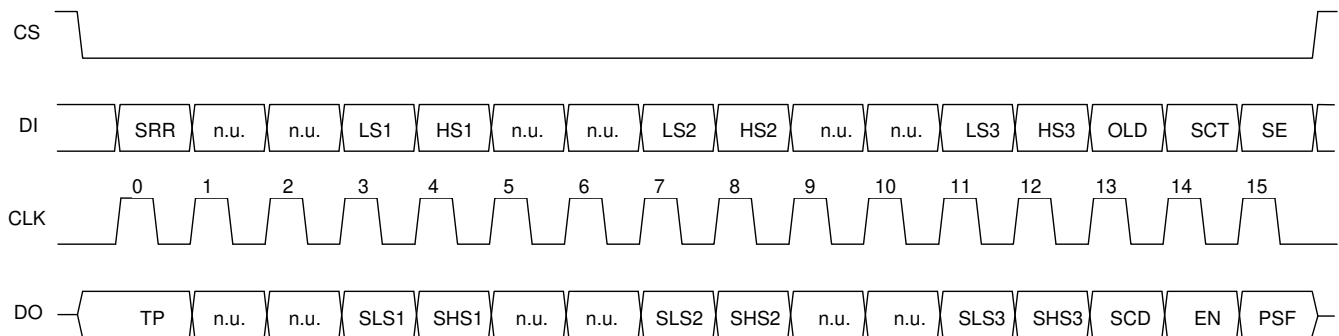 CS
DI SRR n.u. n.u. LS1 HS1 n.u. n.u. LS2 HS2 n.u. n.u. LS3 HS3 OLD SCT SE
0 1 2 3 4 5 6 7 8 9 10 11 12 13 14 15
CLK
DO TP n.u. n.u. SLS1 SHS1 n.u. n.u. SLS2 SHS2 n.u. n.u. SLS3 SHS3 SCD EN PSF